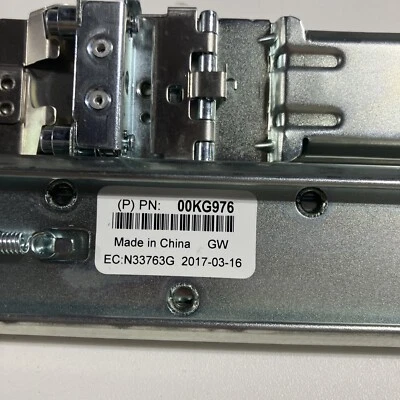 (P) PN: 00KG976
Made in China GW
EC:N33763G 2017-03-16